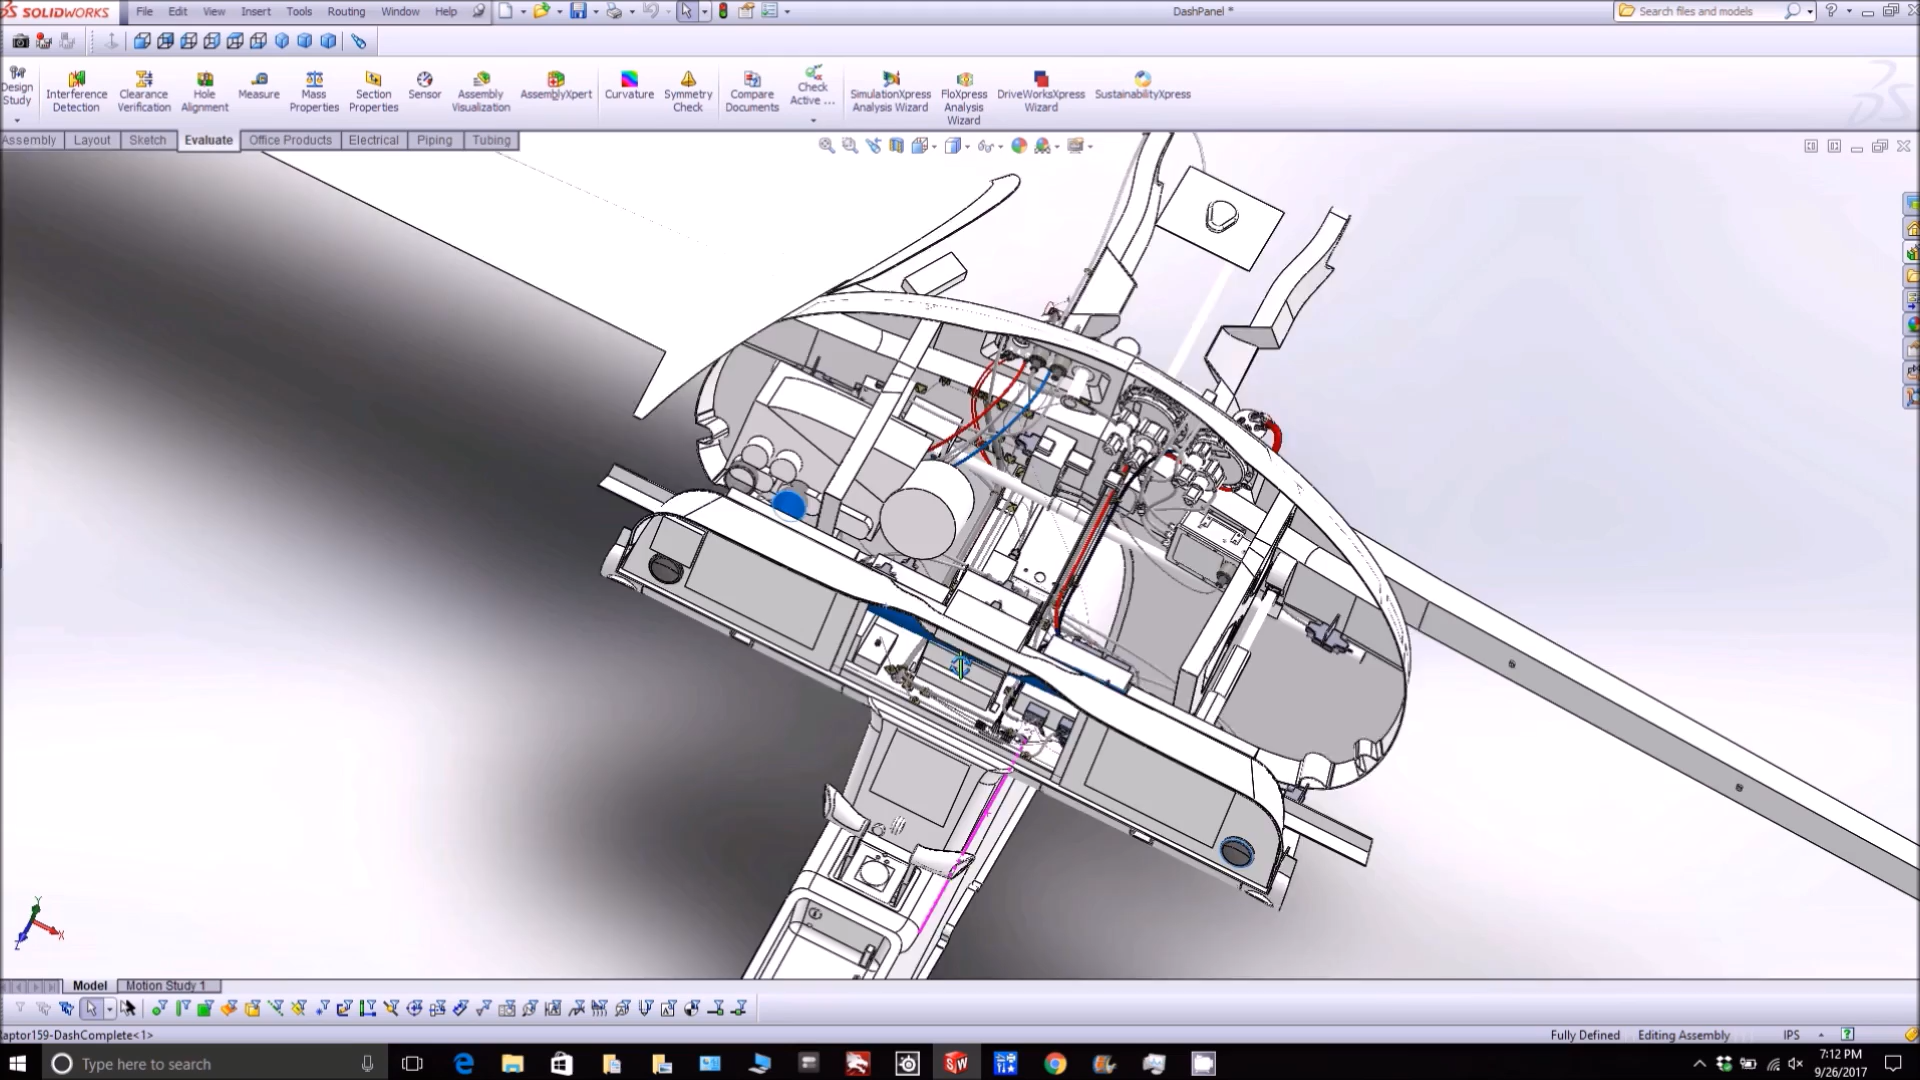 SOLIDWORKS File Edit View Insert Tools Routing Window Help DashPanel * Search files and models
Design Study
Interference Detection
Clearance Verification
Hole Alignment
Measure
Mass Properties
Section Properties
Sensor
Assembly Visualization
AssemblyXpert
Curvature
Symmetry Check
Compare Documents
Check Active ...
SimulationXpress Analysis Wizard
FloXpress Analysis Wizard
DriveWorksXpress Wizard
SustainabilityXpress
Assembly Layout Sketch Evaluate Office Products Electrical Piping Tubing
Y
X
Z
Model Motion Study 1
aptor159-DashComplete<1> Fully Defined Editing Assembly IPS
Type here to search
7:12 PM
9/26/2017